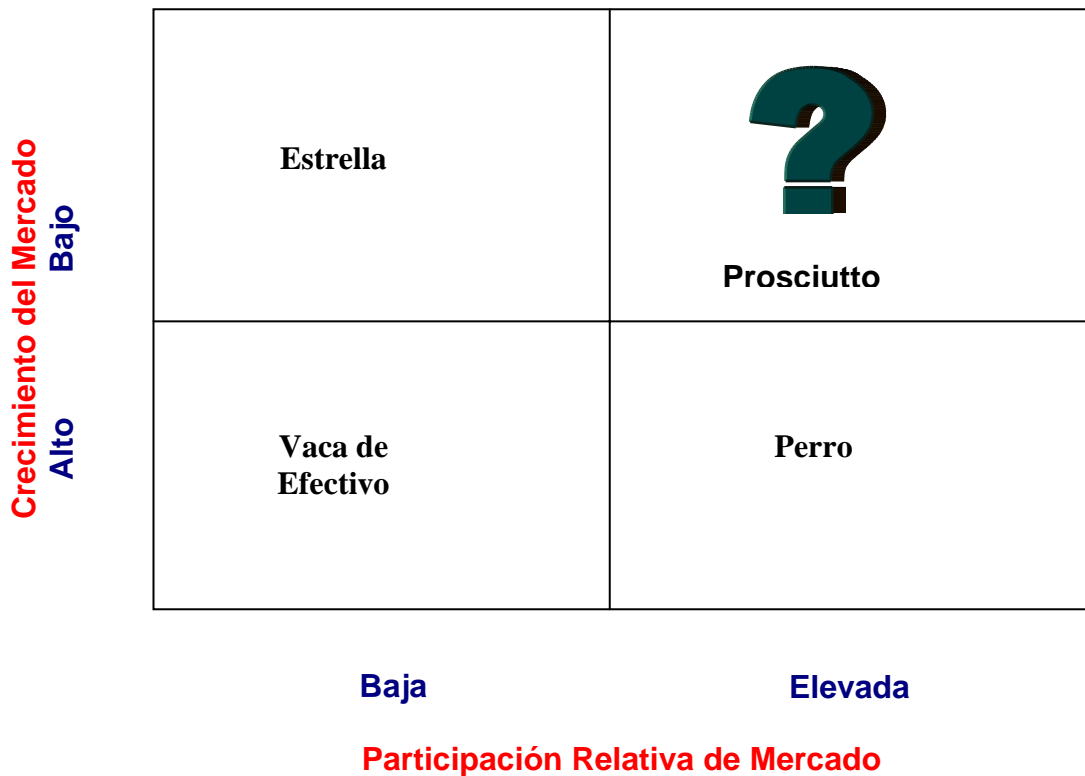 Crecimiento del Mercado
Bajo
Alto
Estrella
?
Prosciutto
Vaca de
Efectivo
Perro
Baja
Elevada
Participación Relativa de Mercado